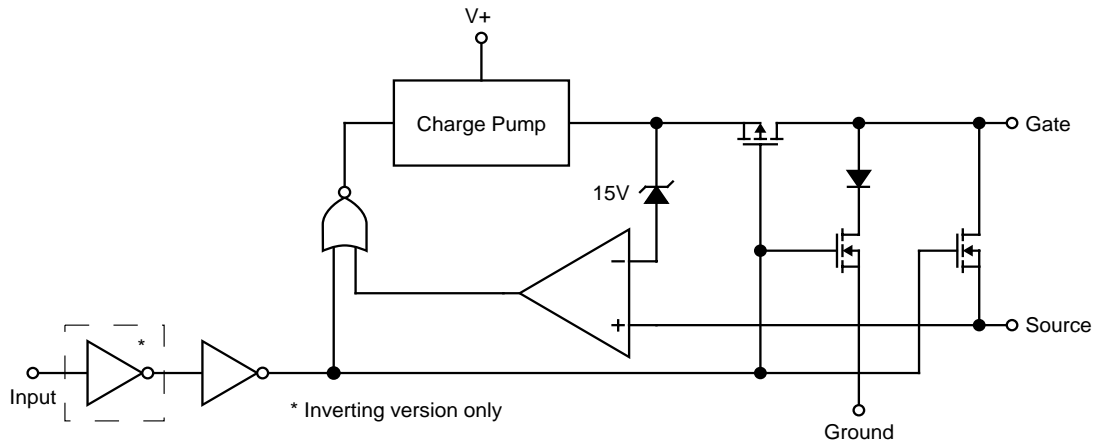 V+
Charge Pump
Gate
15V
−
+
Source
*
Input
* Inverting version only
Ground